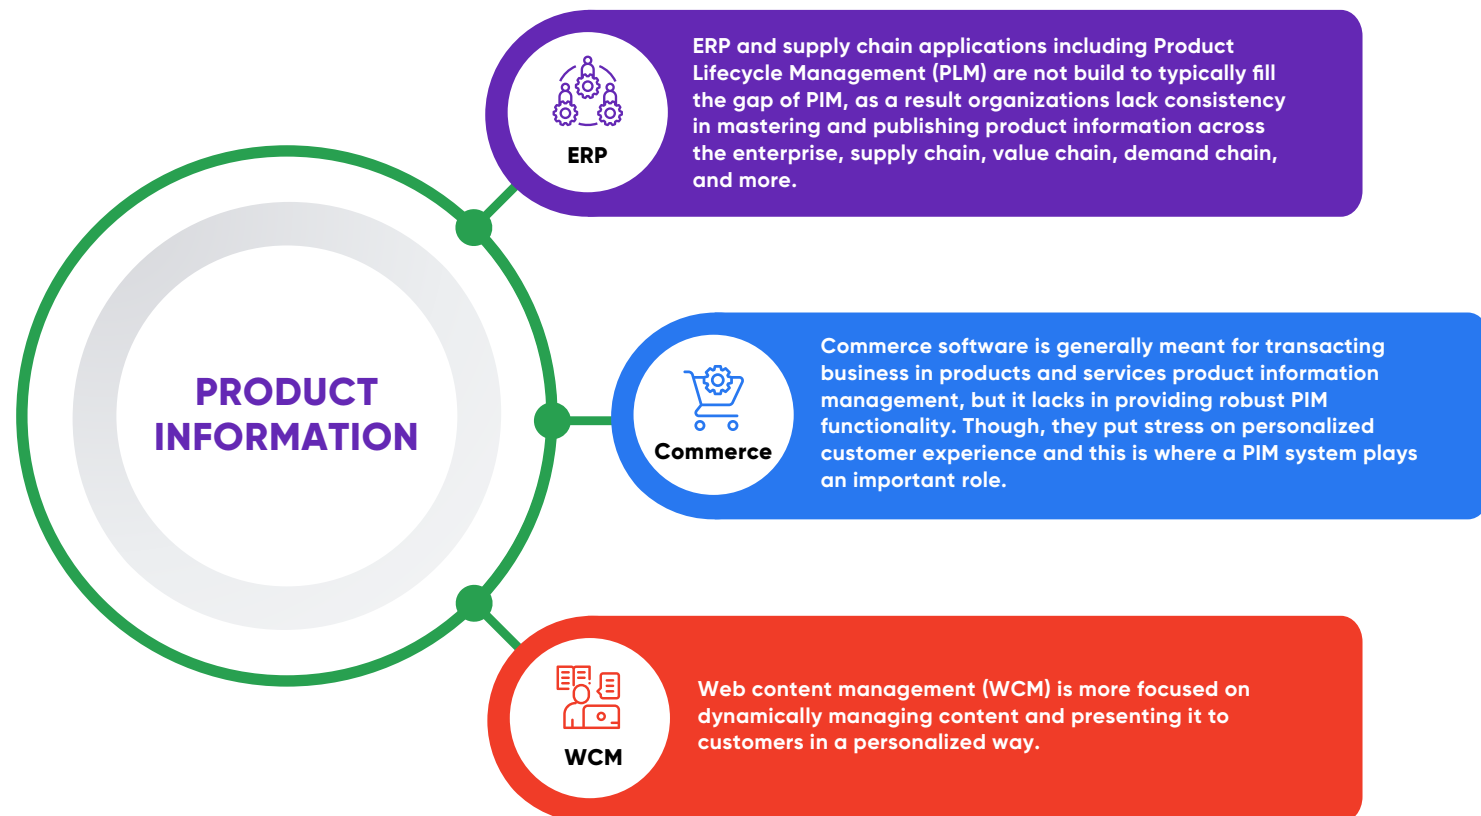 PRODUCT
INFORMATION
ERP
ERP and supply chain applications including Product
Lifecycle Management (PLM) are not build to typically fill
the gap of PIM, as a result organizations lack consistency
in mastering and publishing product information across
the enterprise, supply chain, value chain, demand chain,
and more.
Commerce
Commerce software is generally meant for transacting
business in products and services product information
management, but it lacks in providing robust PIM
functionality. Though, they put stress on personalized
customer experience and this is where a PIM system plays
an important role.
WCM
Web content management (WCM) is more focused on
dynamically managing content and presenting it to
customers in a personalized way.